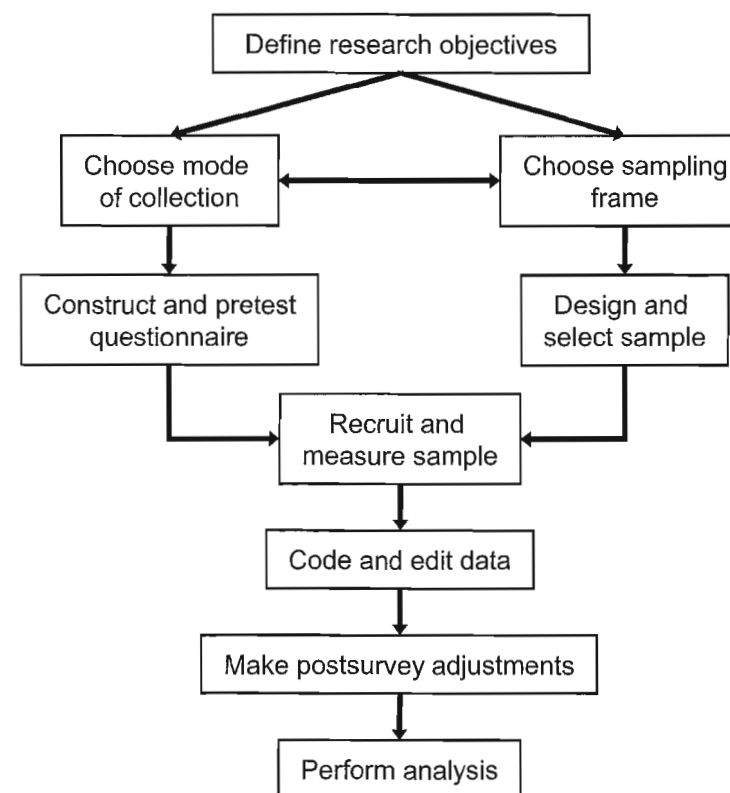 Define research objectives
Choose mode
of collection
Choose sampling
frame
Construct and pretest
questionnaire
Design and
select sample
Recruit and
measure sample
Code and edit data
Make postsurvey adjustments
Perform analysis